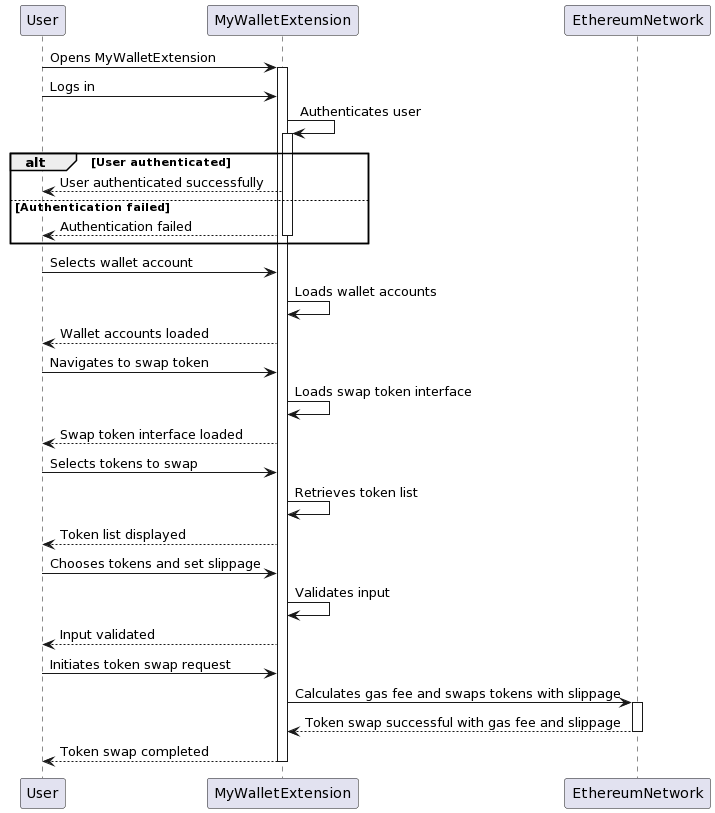 User
MyWalletExtension
EthereumNetwork
Opens MyWalletExtension
Logs in
Authenticates user
alt
[User authenticated]
User authenticated successfully
[Authentication failed]
Authentication failed
Selects wallet account
Loads wallet accounts
Wallet accounts loaded
Navigates to swap token
Loads swap token interface
Swap token interface loaded
Selects tokens to swap
Retrieves token list
Token list displayed
Chooses tokens and set slippage
Validates input
Input validated
Initiates token swap request
Calculates gas fee and swaps tokens with slippage
Token swap successful with gas fee and slippage
Token swap completed
User
MyWalletExtension
EthereumNetwork